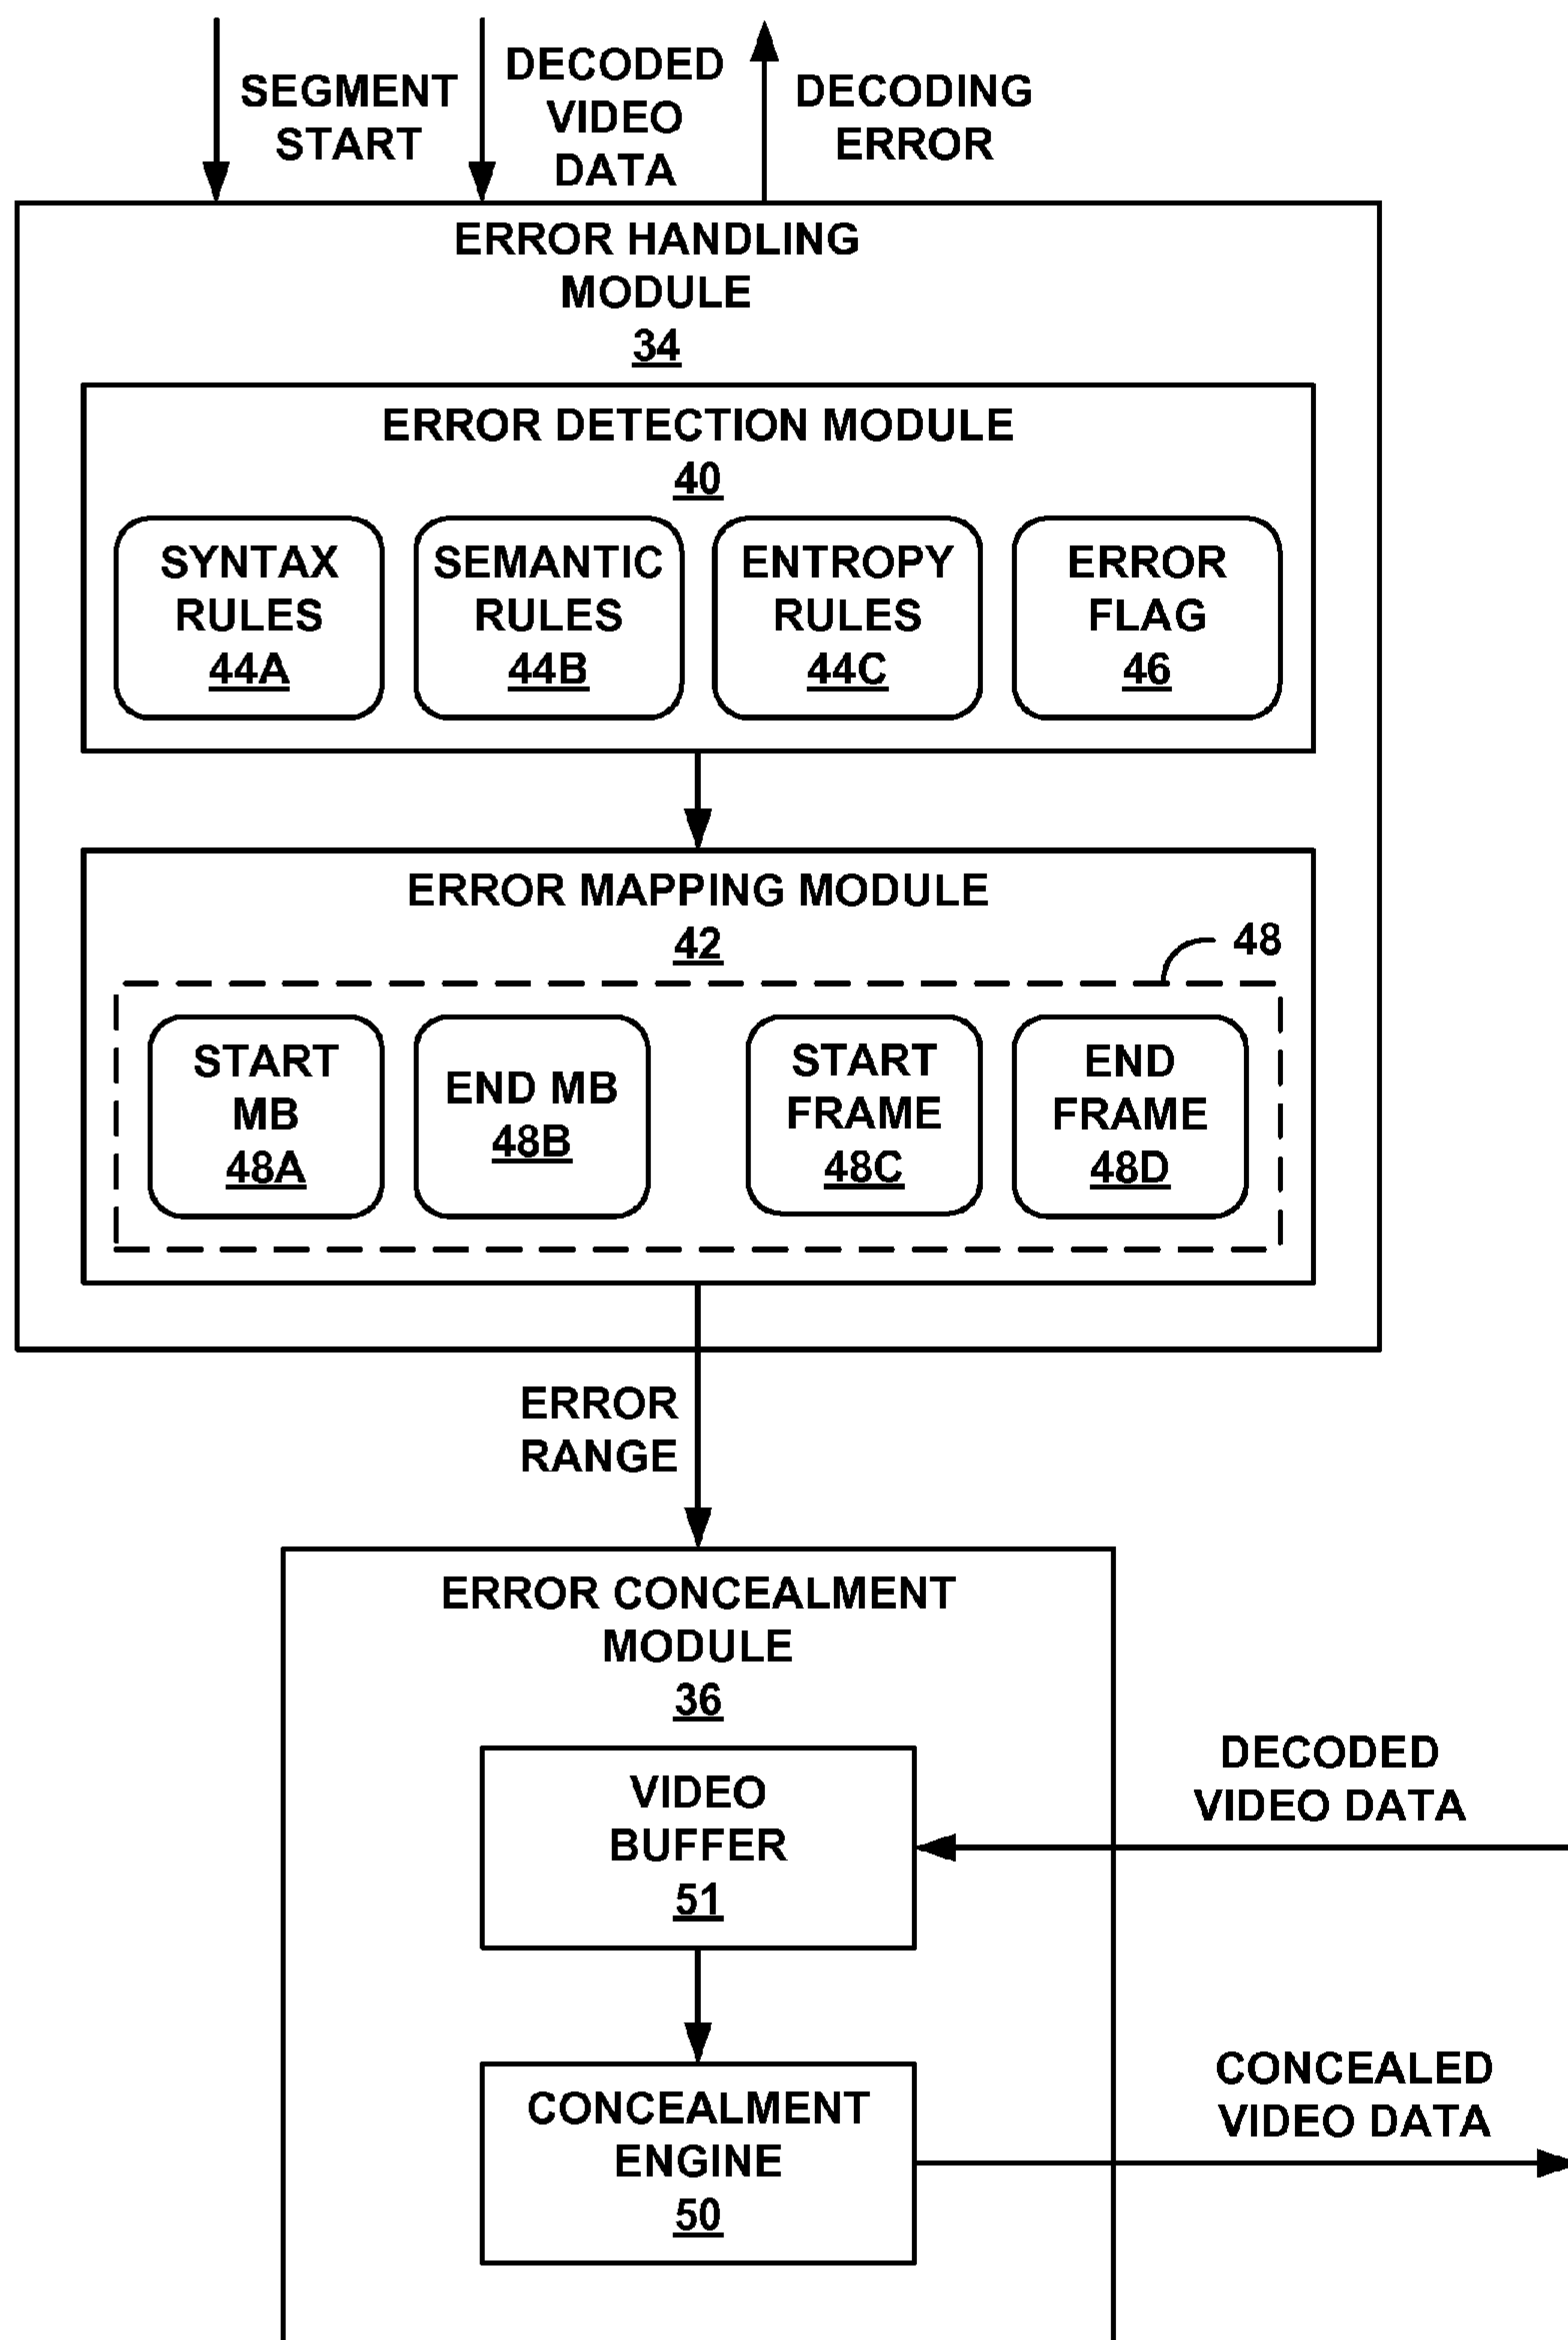 SEGMENT
START
DECODED
VIDEO
DATA
DECODING
ERROR
ERROR HANDLING
MODULE
34
ERROR DETECTION MODULE
40
SYNTAX
RULES
44A
SEMANTIC
RULES
44B
ENTROPY
RULES
44C
ERROR
FLAG
46
ERROR MAPPING MODULE
42
48
START
MB
48A
END MB
48B
START
FRAME
48C
END
FRAME
48D
ERROR
RANGE
ERROR CONCEALMENT
MODULE
36
VIDEO
BUFFER
51
DECODED
VIDEO DATA
CONCEALMENT
ENGINE
50
CONCEALED
VIDEO DATA